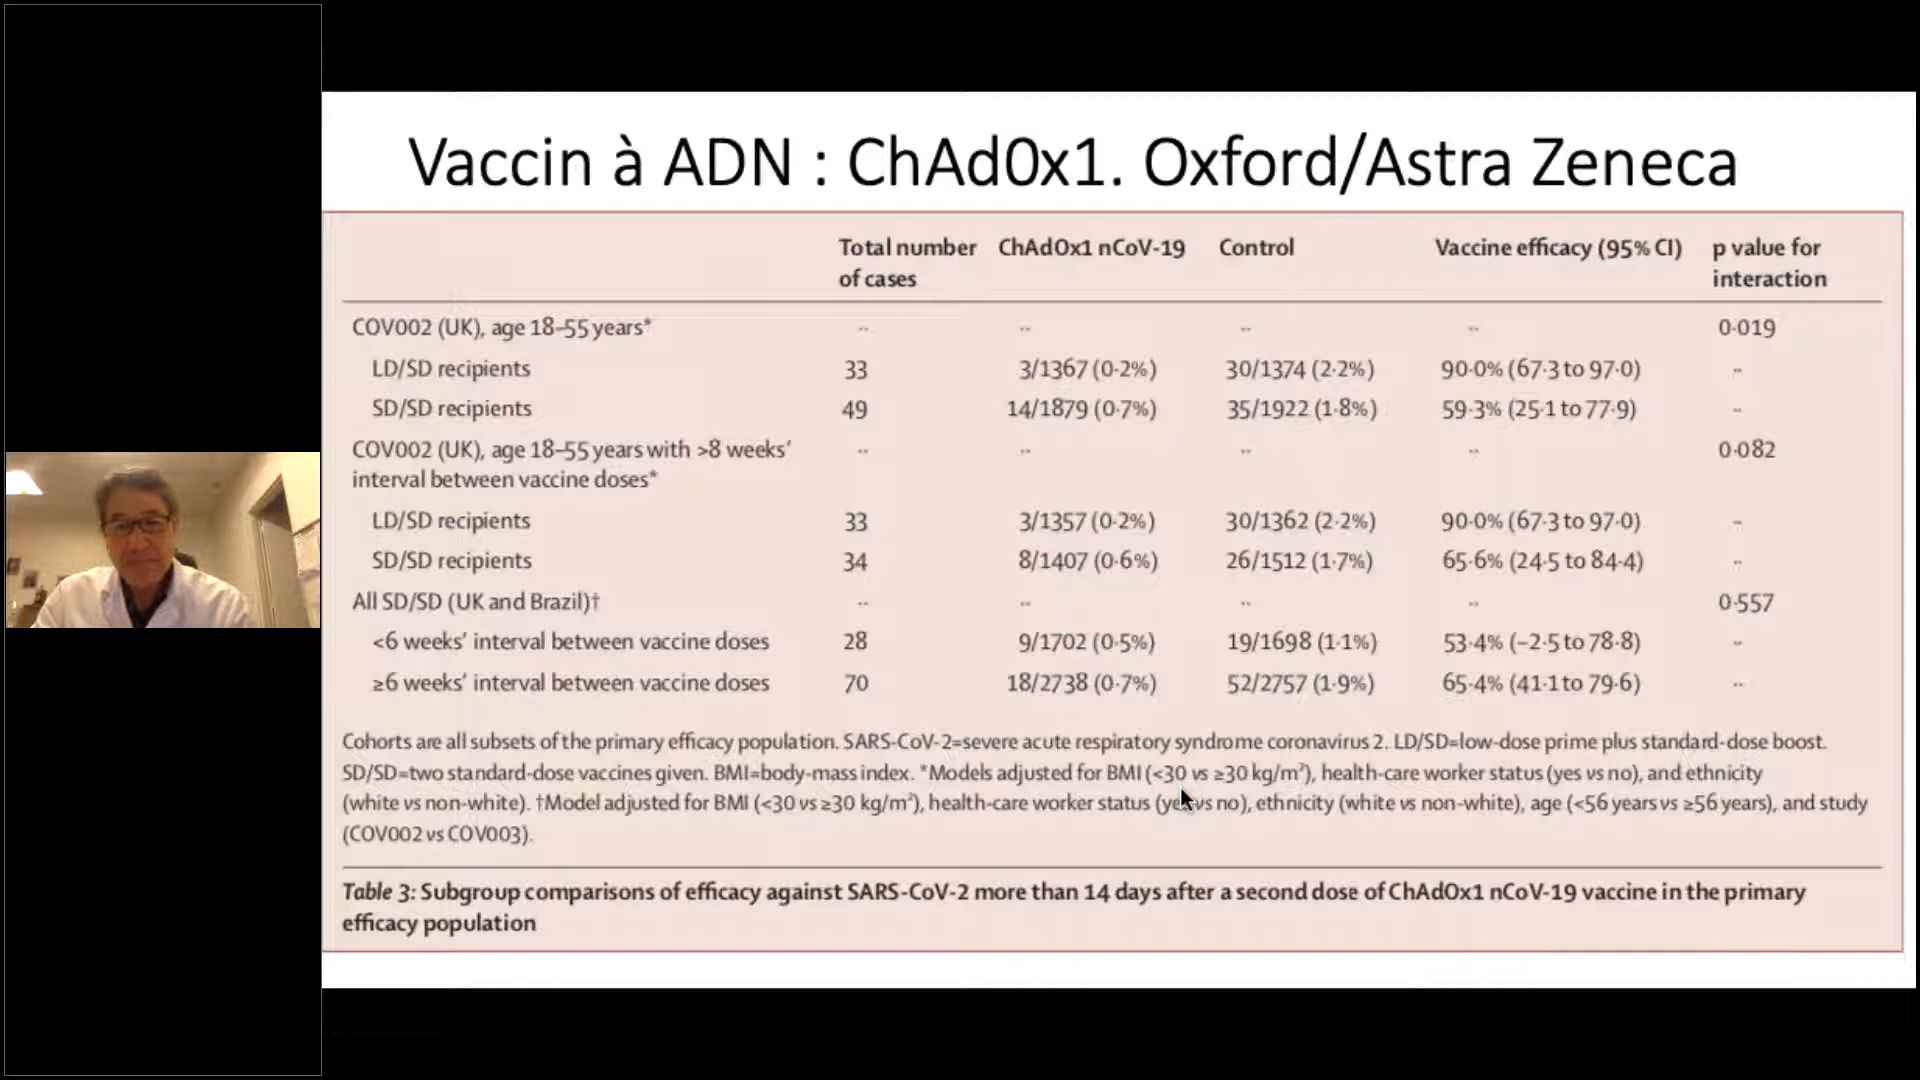 Vaccin à ADN : ChAd0x1. Oxford/Astra Zeneca
Total number of cases ChAdOx1 nCoV-19 Control Vaccine efficacy (95% CI) p value for interaction
COV002 (UK), age 18–55 years* ·· ·· ·· ·· 0·019
LD/SD recipients 33 3/1367 (0·2%) 30/1374 (2·2%) 90·0% (67·3 to 97·0) ··
SD/SD recipients 49 14/1879 (0·7%) 35/1922 (1·8%) 59·3% (25·1 to 77·9) ··
COV002 (UK), age 18–55 years with >8 weeks’ interval between vaccine doses* ·· ·· ·· ·· 0·082
LD/SD recipients 33 3/1357 (0·2%) 30/1362 (2·2%) 90·0% (67·3 to 97·0) ··
SD/SD recipients 34 8/1407 (0·6%) 26/1512 (1·7%) 65·6% (24·5 to 84·4) ··
All SD/SD (UK and Brazil)† ·· ·· ·· ·· 0·557
<6 weeks’ interval between vaccine doses 28 9/1702 (0·5%) 19/1698 (1·1%) 53·4% (–2·5 to 78·8) ··
≥6 weeks’ interval between vaccine doses 70 18/2738 (0·7%) 52/2757 (1·9%) 65·4% (41·1 to 79·6) ··
Cohorts are all subsets of the primary efficacy population. SARS-CoV-2=severe acute respiratory syndrome coronavirus 2. LD/SD=low-dose prime plus standard-dose boost.
SD/SD=two standard-dose vaccines given. BMI=body-mass index. *Models adjusted for BMI (<30 vs ≥30 kg/m²), health-care worker status (yes vs no), and ethnicity
(white vs non-white). †Model adjusted for BMI (<30 vs ≥30 kg/m²), health-care worker status (yes vs no), ethnicity (white vs non-white), age (<56 years vs ≥56 years), and study
(COV002 vs COV003).
Table 3: Subgroup comparisons of efficacy against SARS-CoV-2 more than 14 days after a second dose of ChAdOx1 nCoV-19 vaccine in the primary
efficacy population